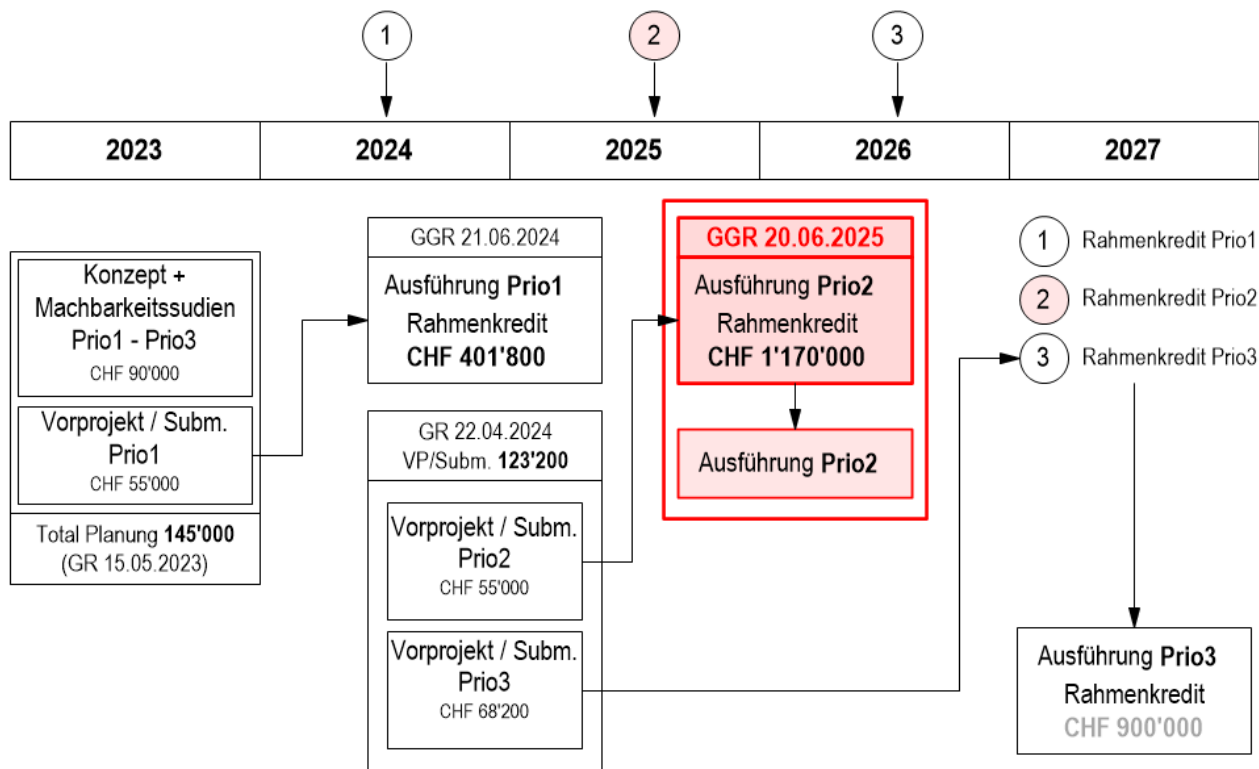 1
2
3
2023
2024
2025
2026
2027
Konzept +
Machbarkeitssudien
Prio1 - Prio3
CHF 90'000
Vorprojekt / Subm.
Prio1
CHF 55'000
Total Planung 145'000
(GR 15.05.2023)
GGR 21.06.2024
Ausführung Prio1
Rahmenkredit
CHF 401'800
GR 22.04.2024
VP/Subm. 123'200
Vorprojekt / Subm.
Prio2
CHF 55'000
Vorprojekt / Subm.
Prio3
CHF 68'200
GGR 20.06.2025
Ausführung Prio2
Rahmenkredit
CHF 1'170'000
Ausführung Prio2
1 Rahmenkredit Prio1
2 Rahmenkredit Prio2
3 Rahmenkredit Prio3
Ausführung Prio3
Rahmenkredit
CHF 900'000